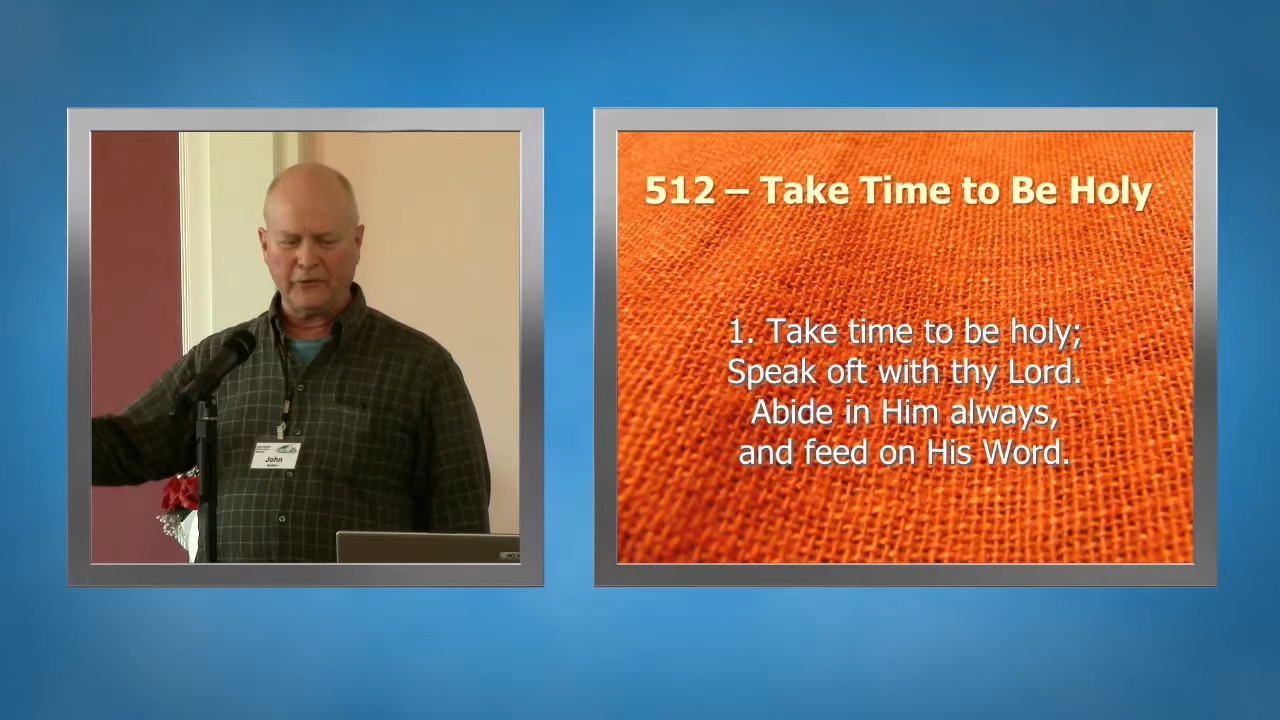 John
512 – Take Time to Be Holy
1. Take time to be holy;
Speak oft with thy Lord.
Abide in Him always,
and feed on His Word.